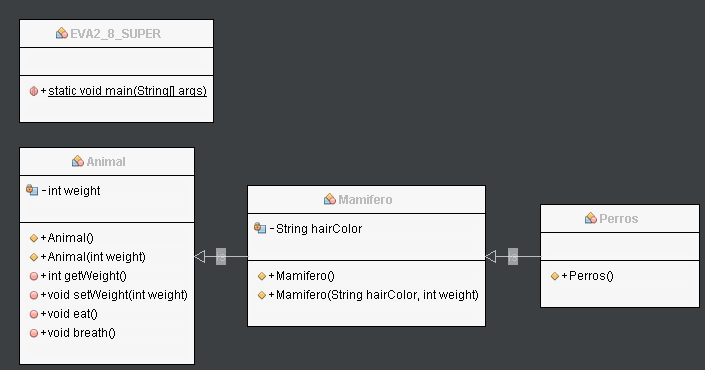 EVA2_8_SUPER
+static void main(String[] args)
Animal
-int weight
+Animal()
+Animal(int weight)
+int getWeight()
+void setWeight(int weight)
+void eat()
+void breath()
Mamifero
-String hairColor
+Mamifero()
+Mamifero(String hairColor, int weight)
Perros
+Perros()